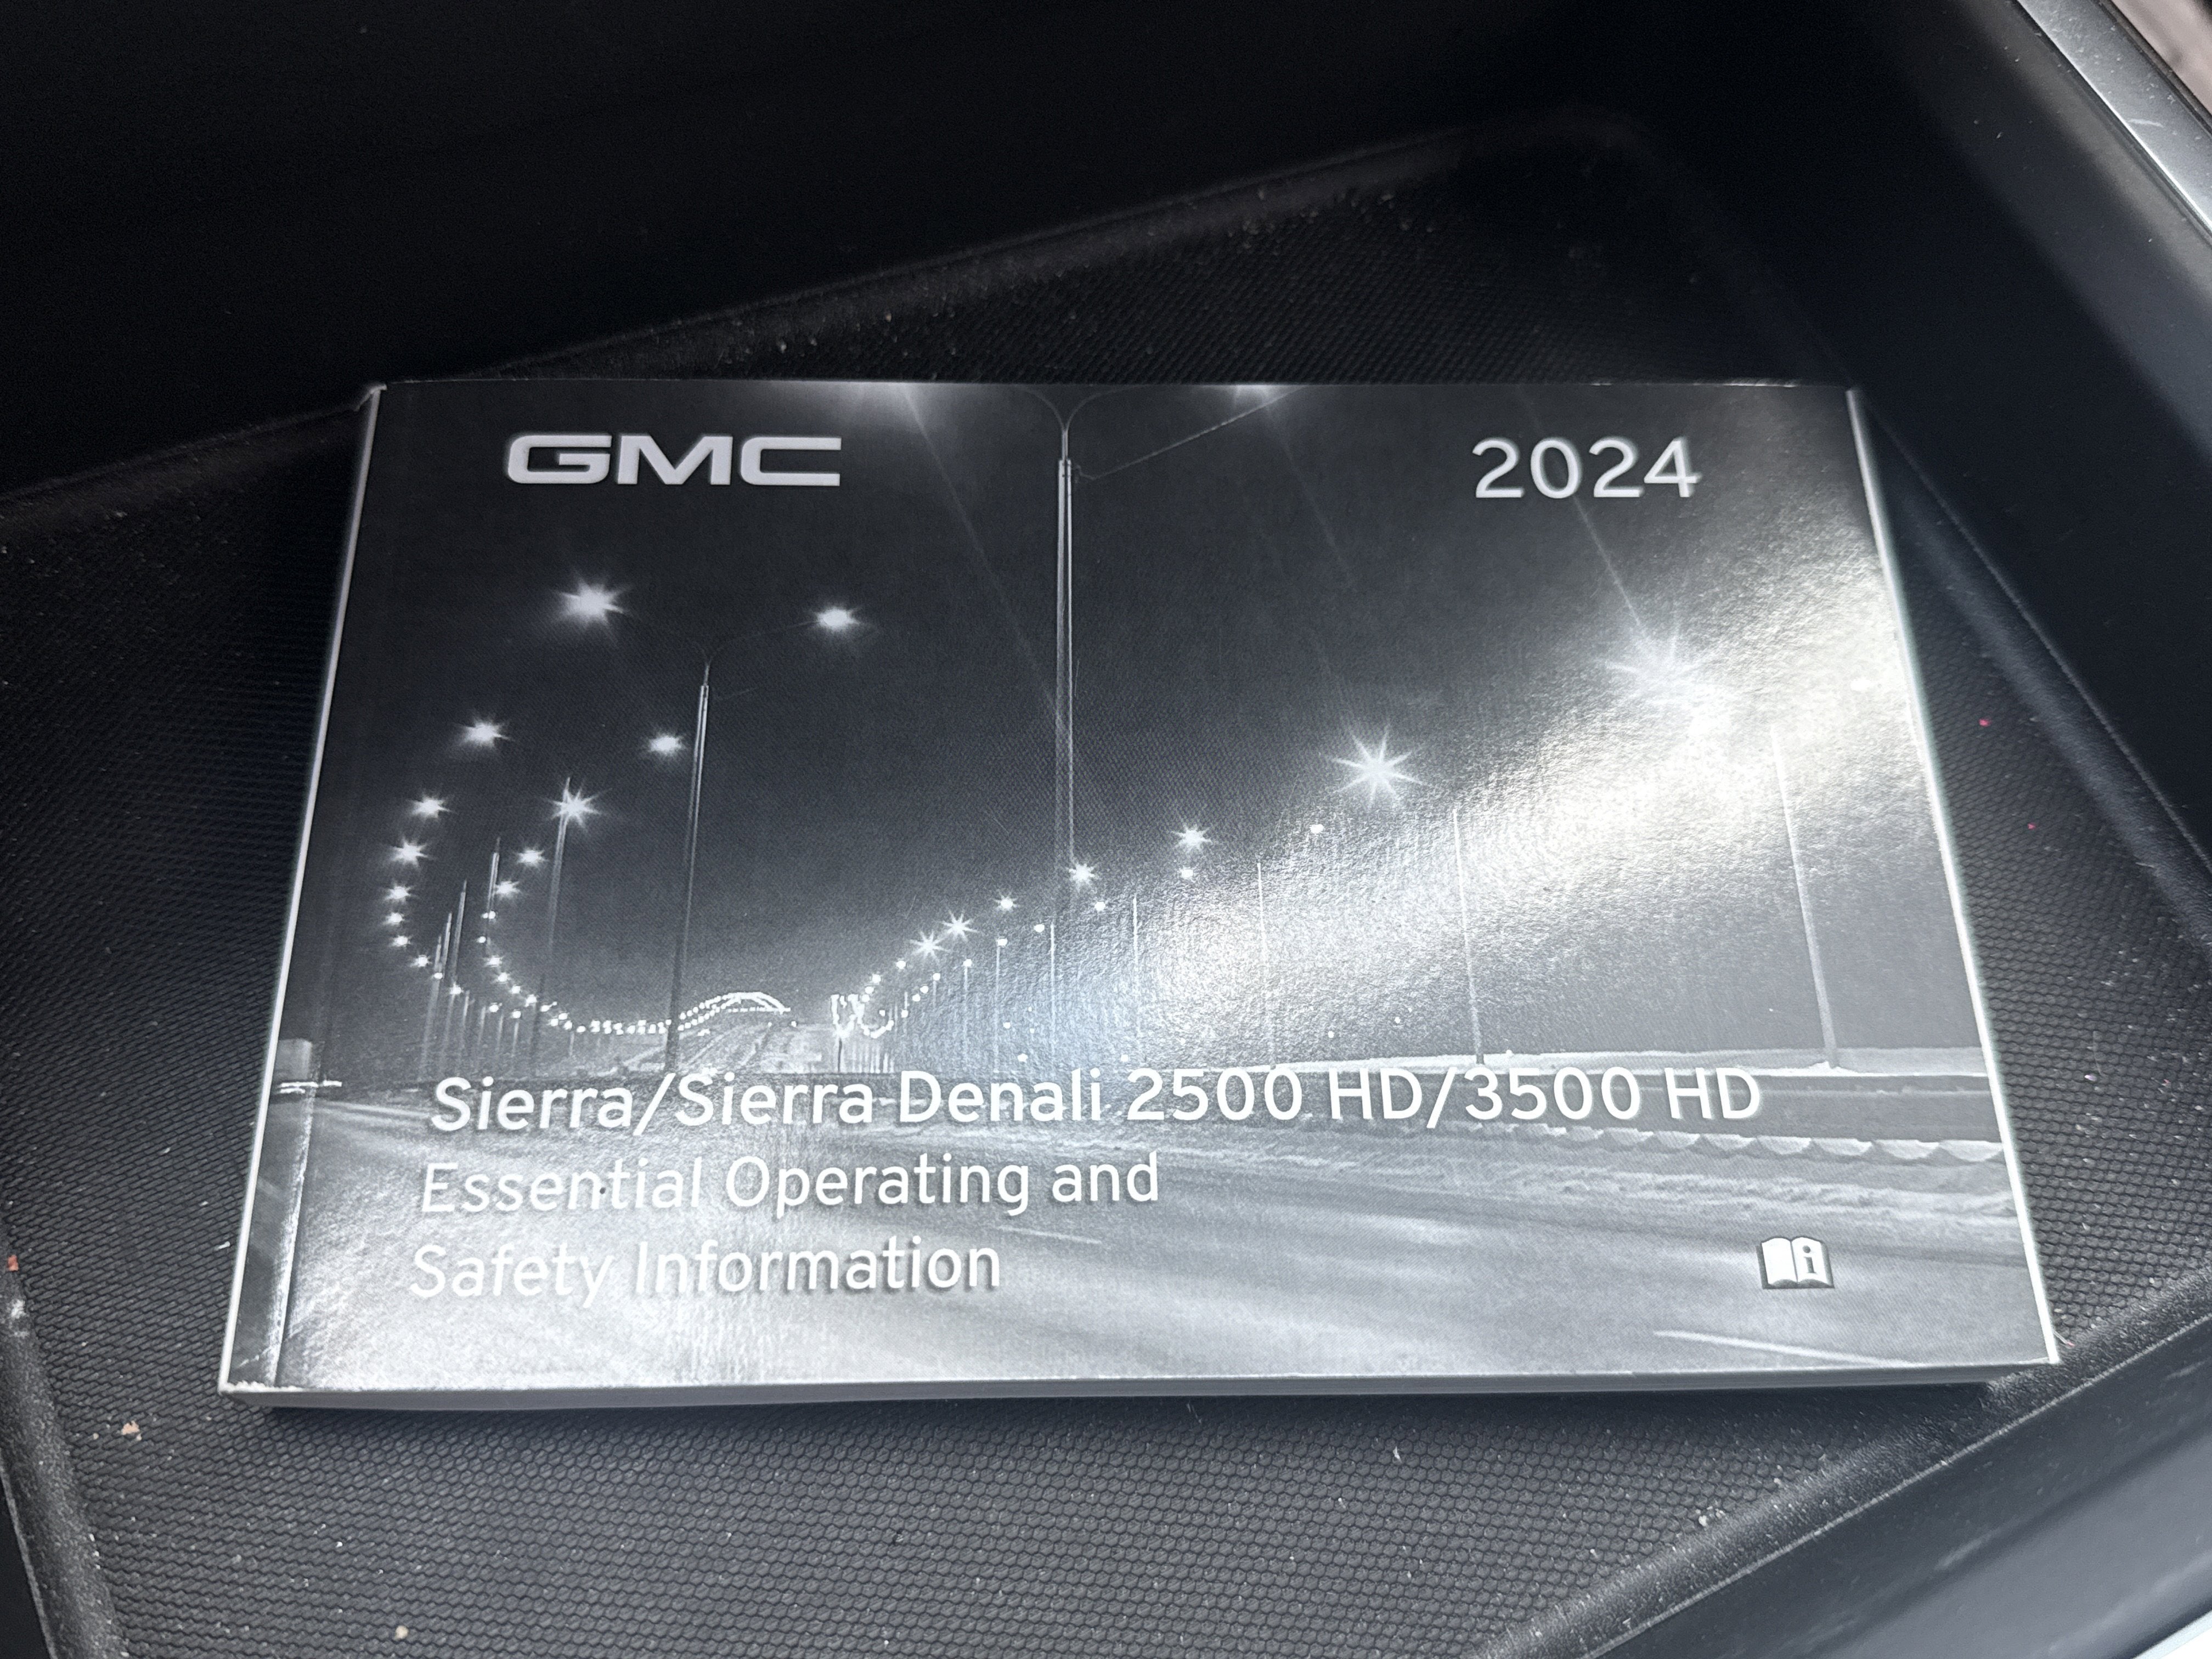 GMC 2024
Sierra/Sierra Denali 2500 HD/3500 HD
Essential Operating and
Safety Information